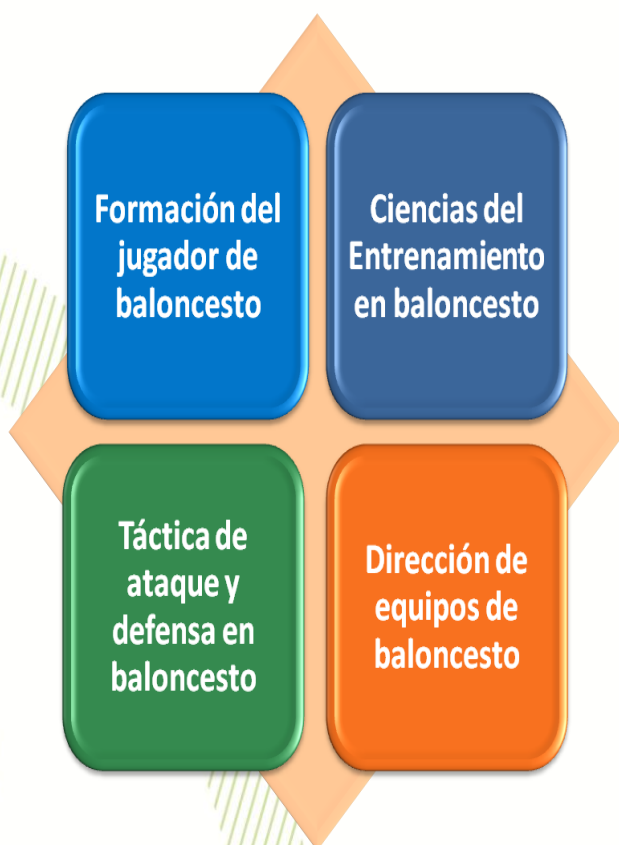 Formación del
jugador de
baloncesto
Ciencias del
Entrenamiento
en baloncesto
Táctica de
ataque y
defensa en
baloncesto
Dirección de
equipos de
baloncesto